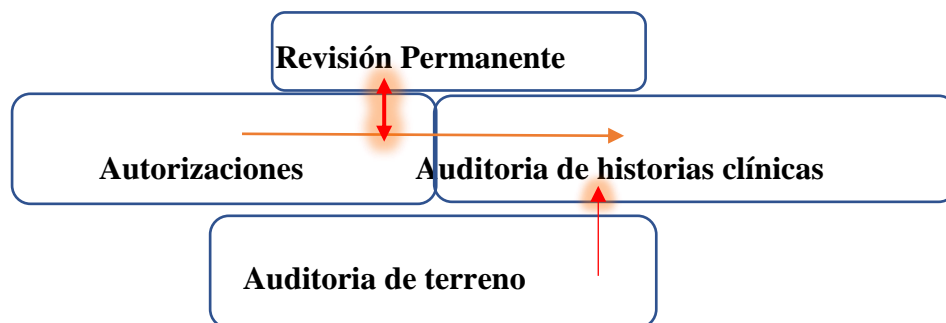 Revisión Permanente
Autorizaciones
Auditoria de historias clínicas
Auditoria de terreno